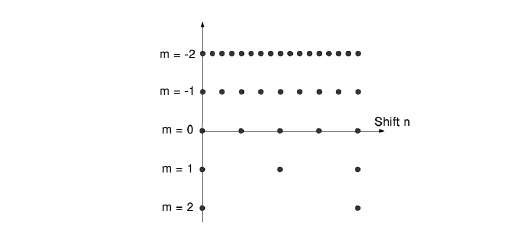 m = -2
m = -1
Shift n
m = 0
m = 1
m = 2